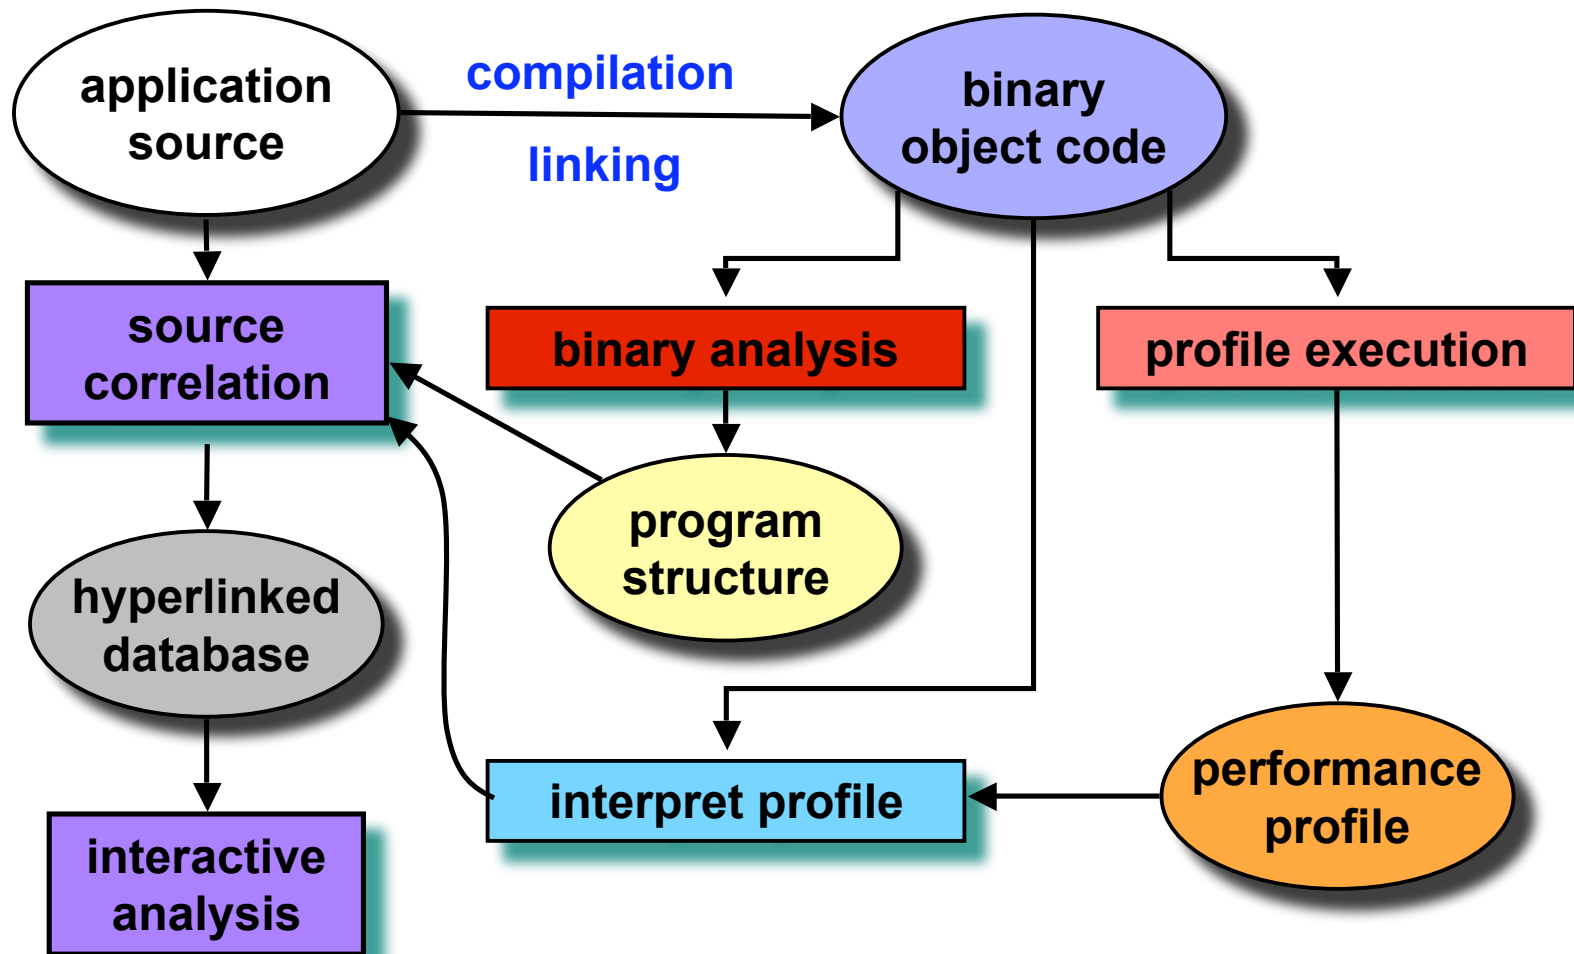 application
source
compilation
linking
binary
object code
source
correlation
binary analysis
profile execution
program
structure
hyperlinked
database
interpret profile
performance
profile
interactive
analysis